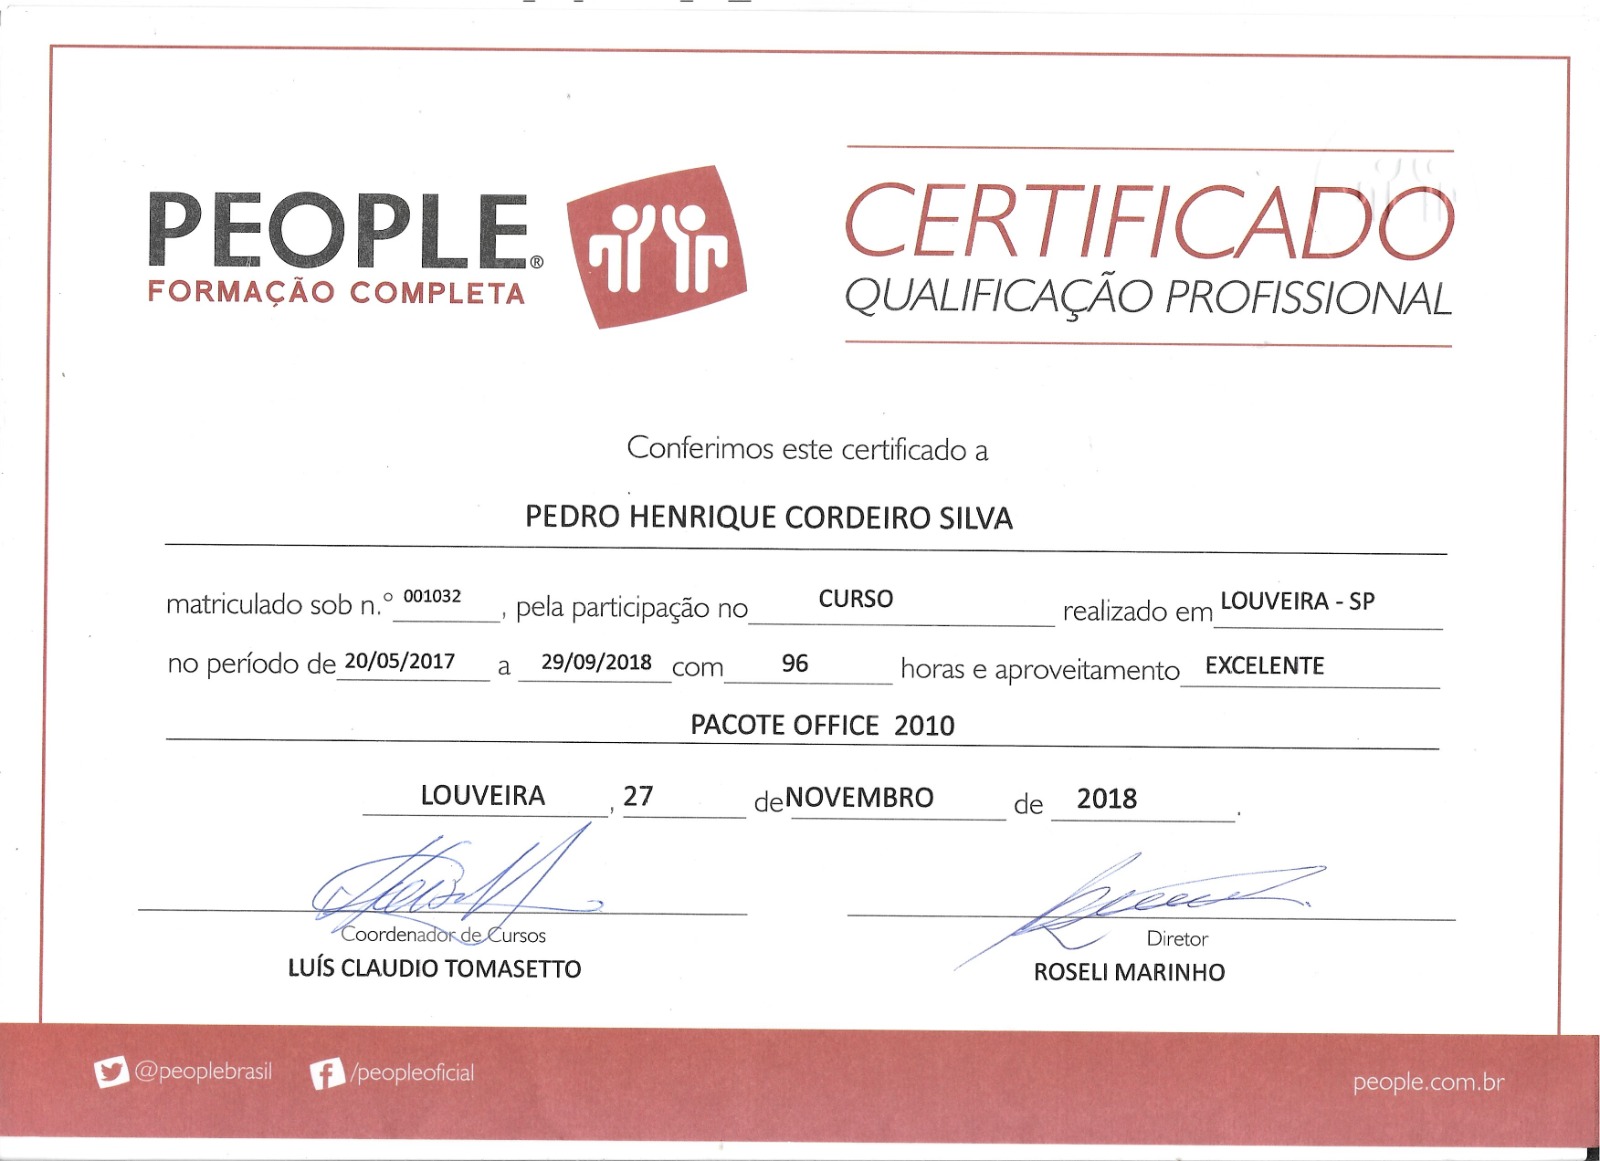 PEOPLE®
FORMAÇÃO COMPLETA
CERTIFICADO
QUALIFICAÇÃO PROFISSIONAL
Conferimos este certificado a
PEDRO HENRIQUE CORDEIRO SILVA
matriculado sob n.º 001032, pela participação no CURSO realizado em LOUVEIRA - SP
no período de 20/05/2017 a 29/09/2018 com 96 horas e aproveitamento EXCELENTE
PACOTE OFFICE 2010
LOUVEIRA, 27 de NOVEMBRO de 2018.
Coordenador de Cursos
LUÍS CLAUDIO TOMASETTO
Diretor
ROSELI MARINHO
@peoplebrasil /peopleoficial people.com.br